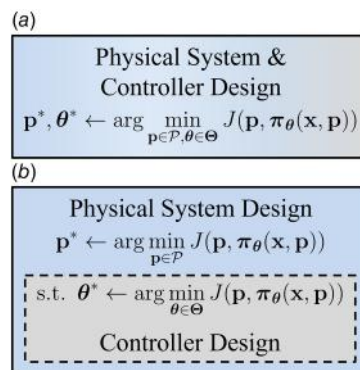 (a)
Physical System &
Controller Design
p*, θ* ← arg min J(p, π_θ(x, p))
p∈𝒫,θ∈Θ
(b)
Physical System Design
p* ← arg min J(p, π_θ(x, p))
p∈𝒫
s.t. θ* ← arg min J(p, π_θ(x, p))
θ∈Θ
Controller Design